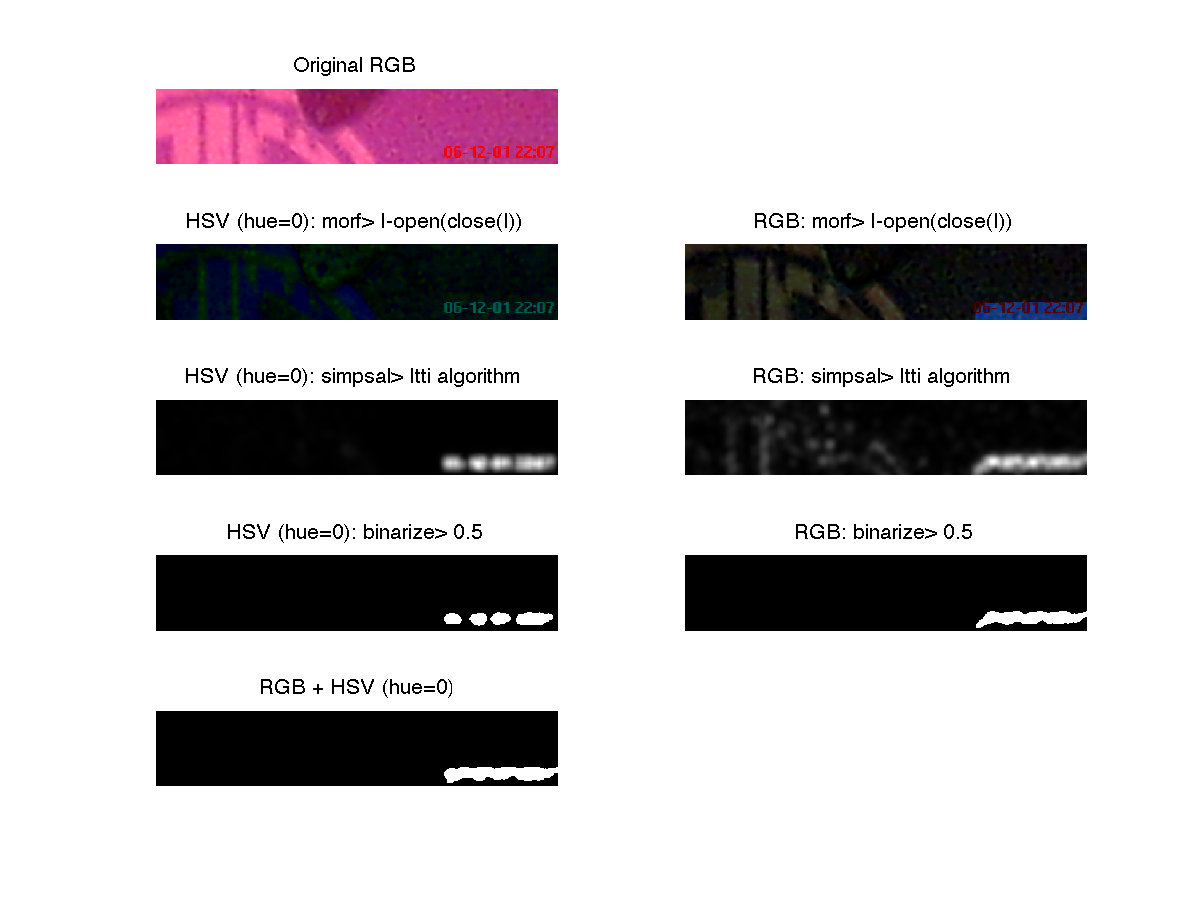 Original RGB
06-12-01 22:07
HSV (hue=0): morf> I-open(close(I))
RGB: morf> I-open(close(I))
06-12-01 22:07
06-12-01 22:07
HSV (hue=0): simpsal> Itti algorithm
RGB: simpsal> Itti algorithm
HSV (hue=0): binarize> 0.5
RGB: binarize> 0.5
RGB + HSV (hue=0)